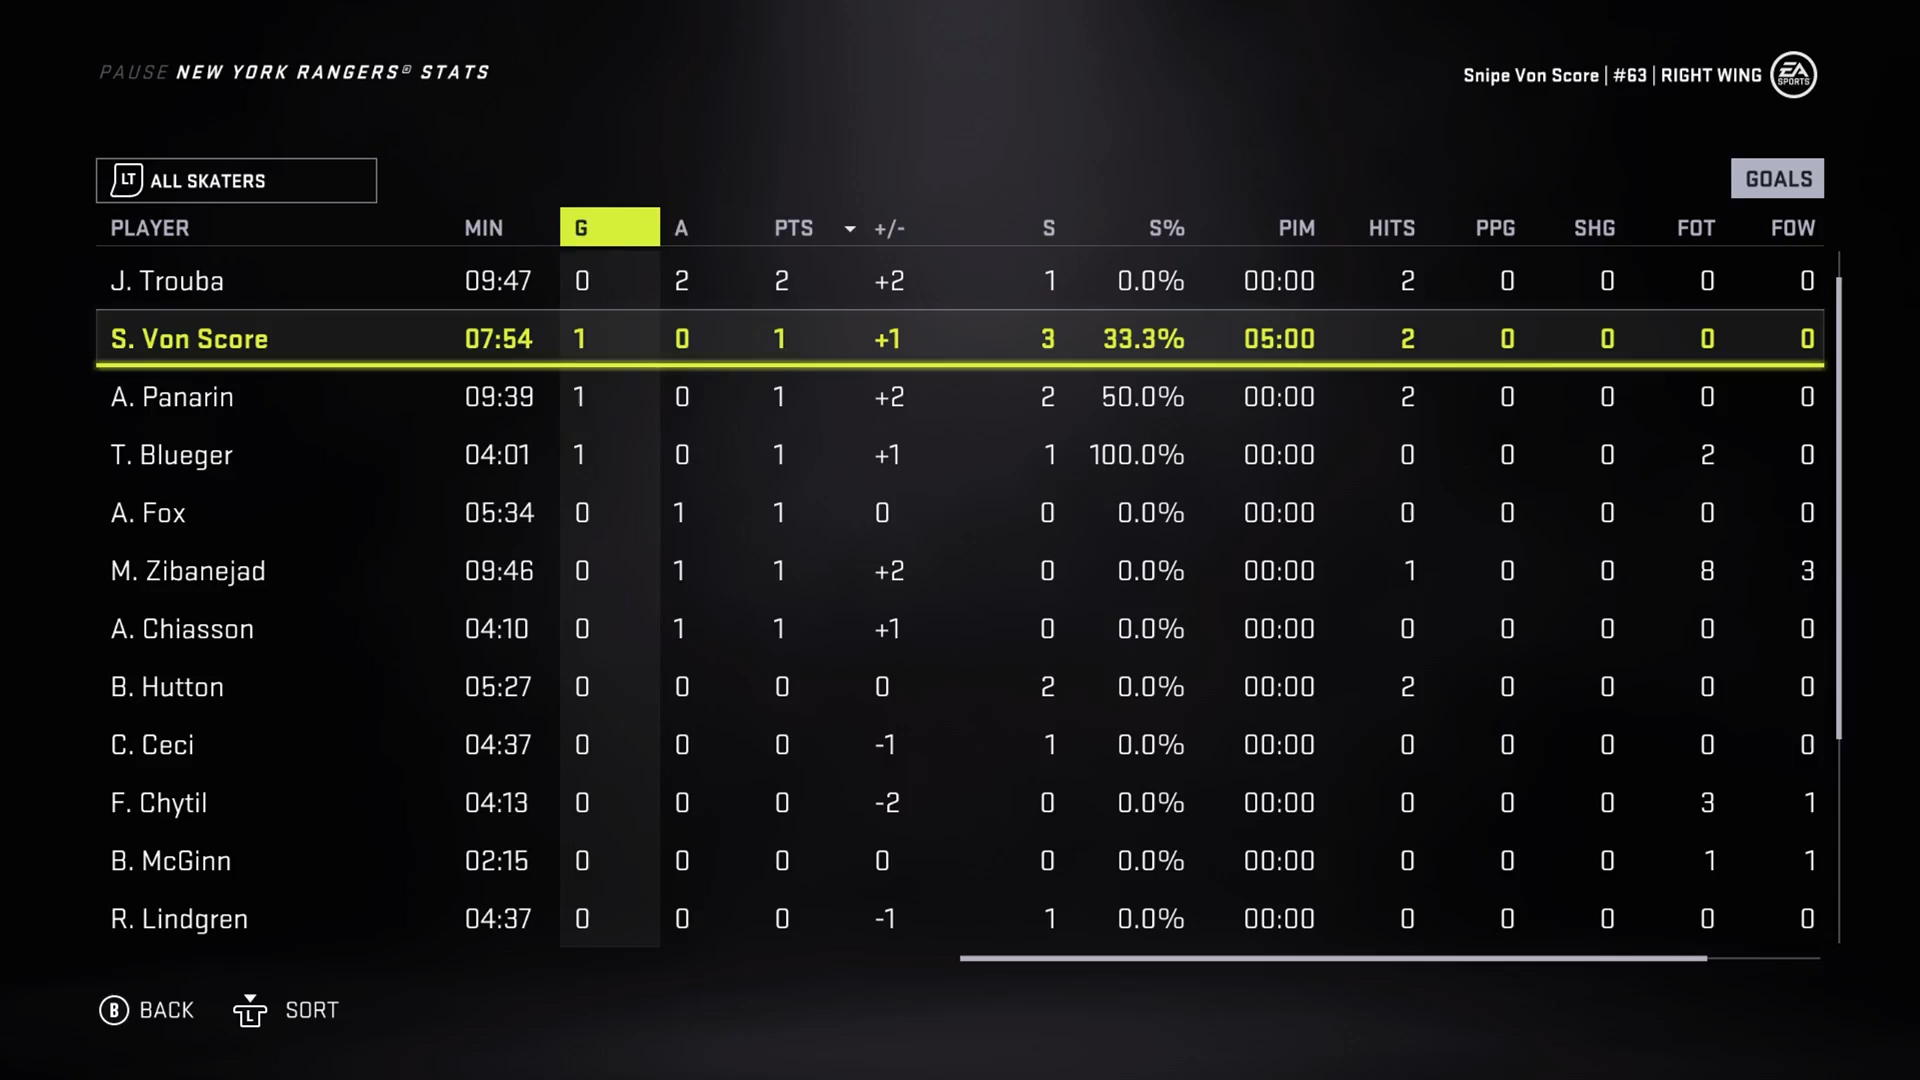 PAUSE NEW YORK RANGERS® STATS
Snipe Von Score | #63 | RIGHT WING EA SPORTS
LT ALL SKATERS
GOALS
PLAYER MIN G A PTS +/- S S% PIM HITS PPG SHG FOT FOW
J. Trouba 09:47 0 2 2 +2 1 0.0% 00:00 2 0 0 0 0
S. Von Score 07:54 1 0 1 +1 3 33.3% 05:00 2 0 0 0 0
A. Panarin 09:39 1 0 1 +2 2 50.0% 00:00 2 0 0 0 0
T. Blueger 04:01 1 0 1 +1 1 100.0% 00:00 0 0 0 2 0
A. Fox 05:34 0 1 1 0 0 0.0% 00:00 0 0 0 0 0
M. Zibanejad 09:46 0 1 1 +2 0 0.0% 00:00 1 0 0 8 3
A. Chiasson 04:10 0 1 1 +1 0 0.0% 00:00 0 0 0 0 0
B. Hutton 05:27 0 0 0 0 2 0.0% 00:00 2 0 0 0 0
C. Ceci 04:37 0 0 0 -1 1 0.0% 00:00 0 0 0 0 0
F. Chytil 04:13 0 0 0 -2 0 0.0% 00:00 0 0 0 3 1
B. McGinn 02:15 0 0 0 0 0 0.0% 00:00 0 0 0 1 1
R. Lindgren 04:37 0 0 0 -1 1 0.0% 00:00 0 0 0 0 0
B BACK L SORT